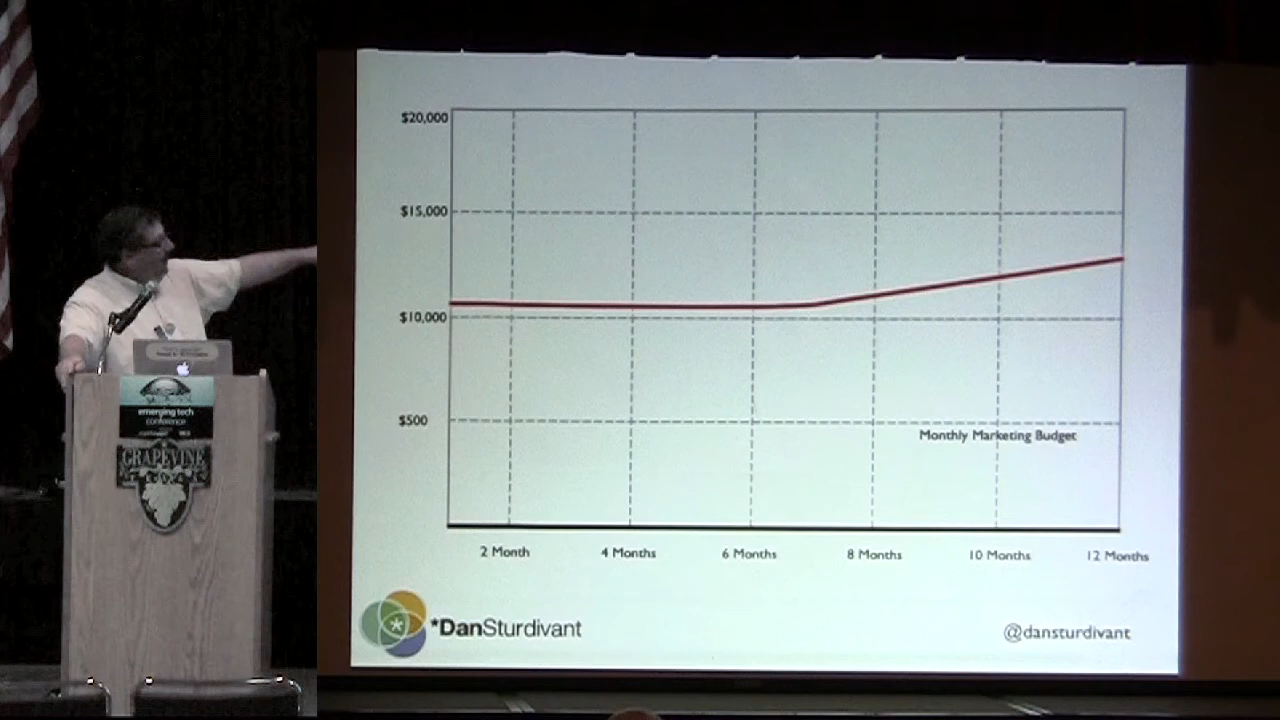 $20,000
$15,000
$10,000
$500
Monthly Marketing Budget
2 Month
4 Months
6 Months
8 Months
10 Months
12 Months
*DanSturdivant
@dansturdivant
emerging tech
conference
GRAPEVINE